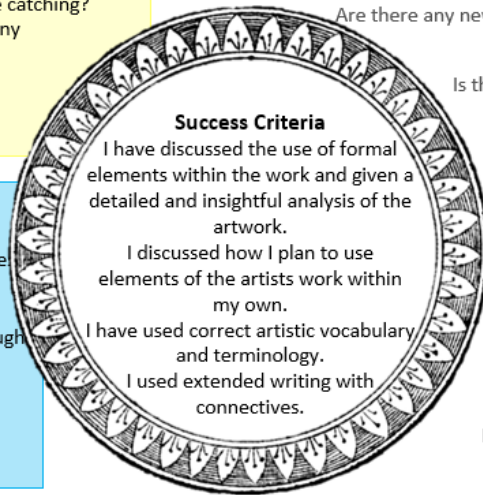 catching?
ny
Are there any
Is
Success Criteria
I have discussed the use of formal
elements within the work and given a
detailed and insightful analysis of the
artwork.
I discussed how I plan to use
elements of the artists work within
my own.
I have used correct artistic vocabulary
and terminology.
I used extended writing with
connectives.